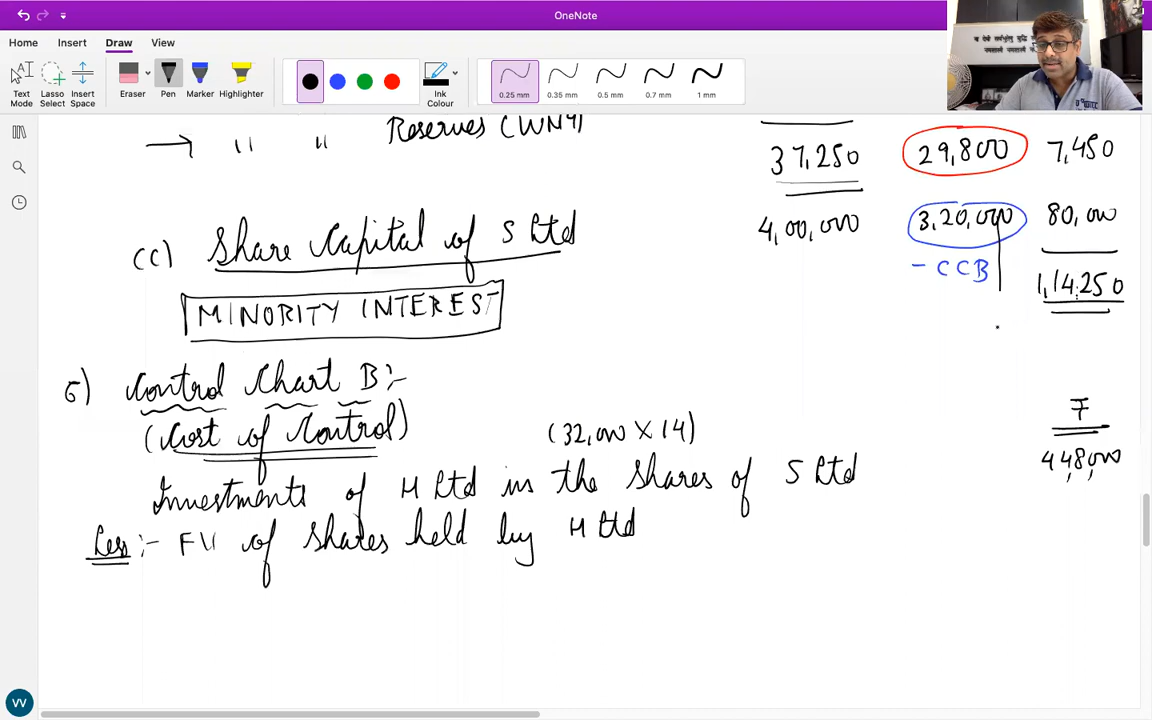 OneNote
Home Insert Draw View
Text Mode
Lasso Select
Insert Space
Eraser
Pen
Marker
Highlighter
Ink Colour
0.25 mm
0.35 mm
0.5 mm
0.7 mm
1 mm
→ " " Reserves (WN4)
37,250 29,800 7,450
(c) Share Capital of S Ltd 4,00,000 3,20,000 80,000
- CCB
MINORITY INTEREST 1,14,250
5) Control Chart B:-
(Cost of Control)
(32,000 X 14)
₹
Investments of H Ltd in the shares of S Ltd 448,000
Less :- FV of shares held by H Ltd
VV